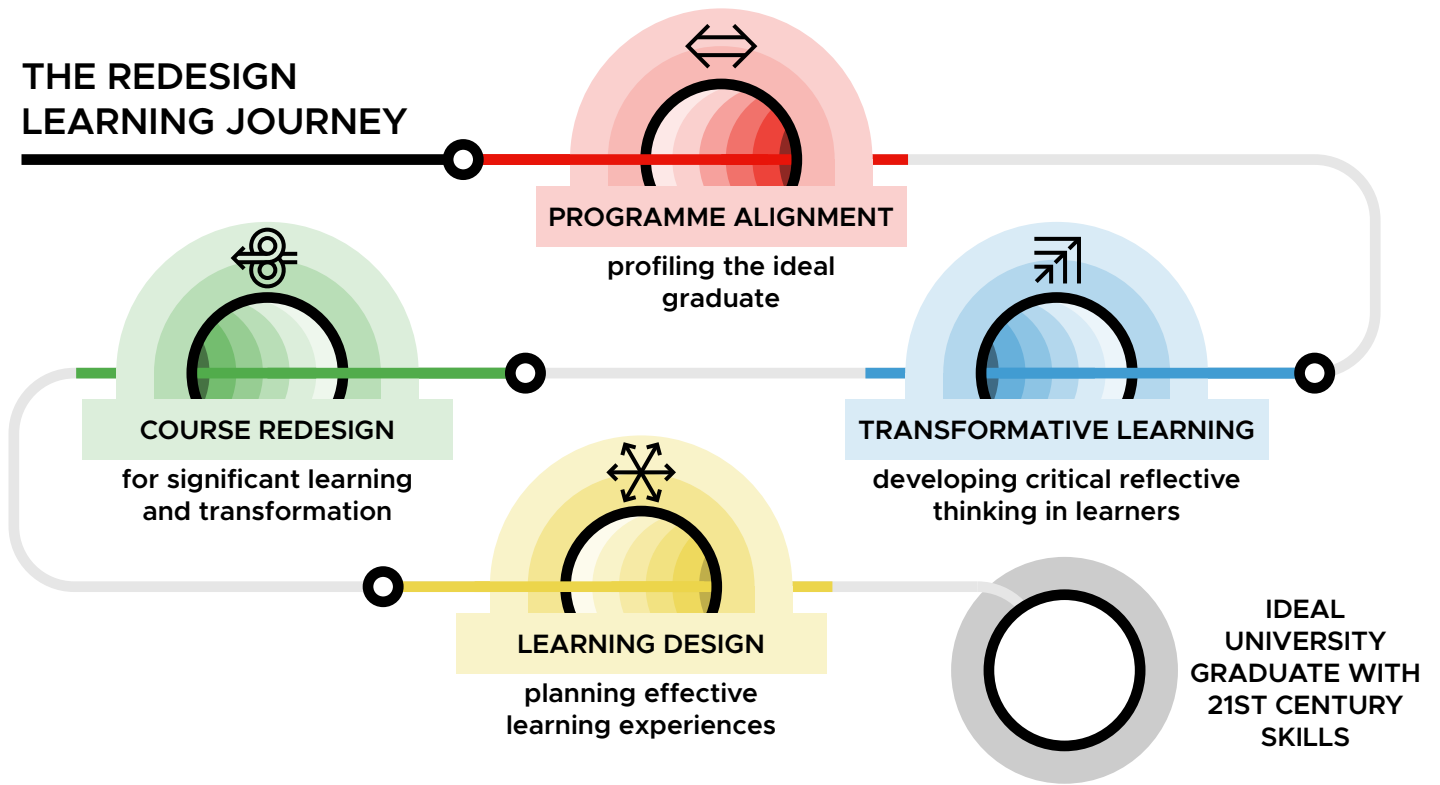 THE REDESIGN
LEARNING JOURNEY
PROGRAMME ALIGNMENT
profiling the ideal
graduate
TRANSFORMATIVE LEARNING
developing critical reflective
thinking in learners
COURSE REDESIGN
for significant learning
and transformation
LEARNING DESIGN
planning effective
learning experiences
IDEAL
UNIVERSITY
GRADUATE WITH
21ST CENTURY
SKILLS